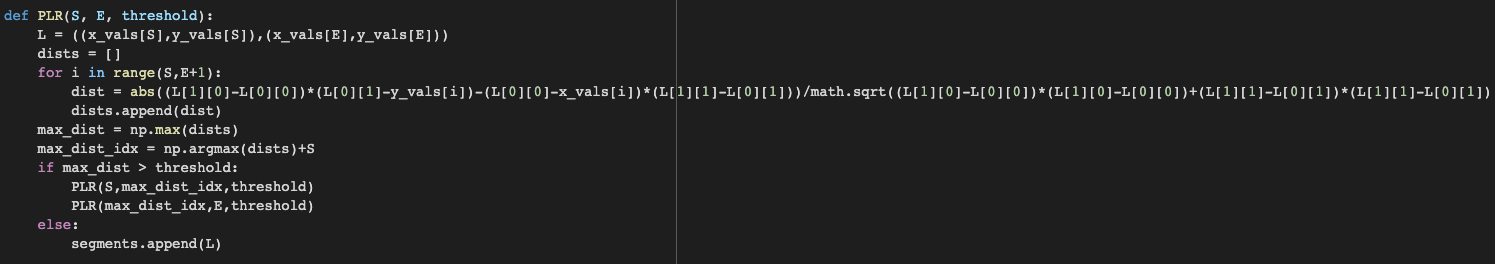 def PLR(S, E, threshold):
    L = ((x_vals[S],y_vals[S]),(x_vals[E],y_vals[E]))
    dists = []
    for i in range(S,E+1):
        dist = abs((L[1][0]-L[0][0])*(L[0][1]-y_vals[i])-(L[0][0]-x_vals[i])*(L[1][1]-L[0][1]))/math.sqrt((L[1][0]-L[0][0])*(L[1][0]-L[0][0])+(L[1][1]-L[0][1])*(L[1][1]-L[0][1])
        dists.append(dist)
    max_dist = np.max(dists)
    max_dist_idx = np.argmax(dists)+S
    if max_dist > threshold:
        PLR(S,max_dist_idx,threshold)
        PLR(max_dist_idx,E,threshold)
    else:
        segments.append(L)